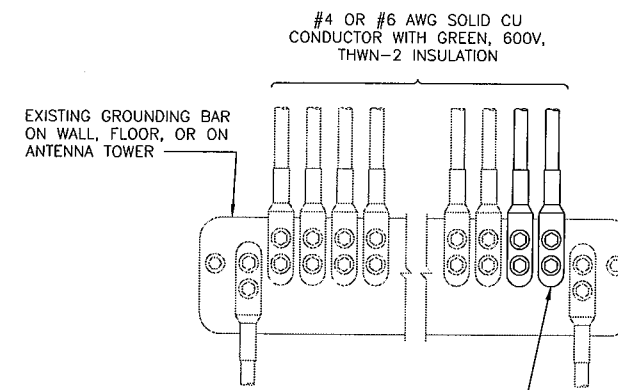 #4 OR #6 AWG SOLID CU
CONDUCTOR WITH GREEN, 600V,
THWN-2 INSULATION
EXISTING GROUNDING BAR
ON WALL, FLOOR, OR ON
ANTENNA TOWER